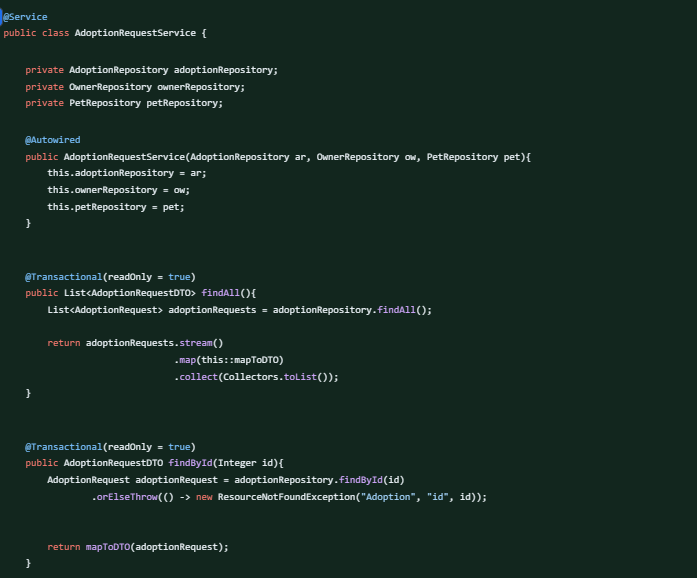 @Service
public class AdoptionRequestService {
private AdoptionRepository adoptionRepository;
private OwnerRepository ownerRepository;
private PetRepository petRepository;
@Autowired
public AdoptionRequestService(AdoptionRepository ar, OwnerRepository ow, PetRepository pet){
this.adoptionRepository = ar;
this.ownerRepository = ow;
this.petRepository = pet;
}
@Transactional(readOnly = true)
public List<AdoptionRequestDTO> findAll(){
List<AdoptionRequest> adoptionRequests = adoptionRepository.findAll();
return adoptionRequests.stream()
.map(this::mapToDTO)
.collect(Collectors.toList());
}
@Transactional(readOnly = true)
public AdoptionRequestDTO findById(Integer id){
AdoptionRequest adoptionRequest = adoptionRepository.findById(id)
.orElseThrow(() -> new ResourceNotFoundException("Adoption", "id", id));
return mapToDTO(adoptionRequest);
}